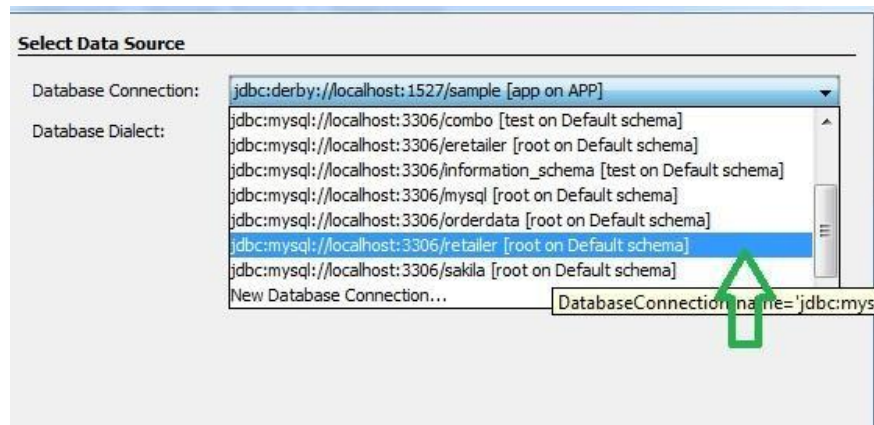 Select Data Source
Database Connection: jdbc:derby://localhost:1527/sample [app on APP]
Database Dialect:
jdbc:mysql://localhost:3306/combo [test on Default schema]
jdbc:mysql://localhost:3306/eretailer [root on Default schema]
jdbc:mysql://localhost:3306/information_schema [test on Default schema]
jdbc:mysql://localhost:3306/mysql [root on Default schema]
jdbc:mysql://localhost:3306/orderdata [root on Default schema]
jdbc:mysql://localhost:3306/retailer [root on Default schema]
jdbc:mysql://localhost:3306/sakila [root on Default schema]
New Database Connection...
DatabaseConnection name='jdbc:mys